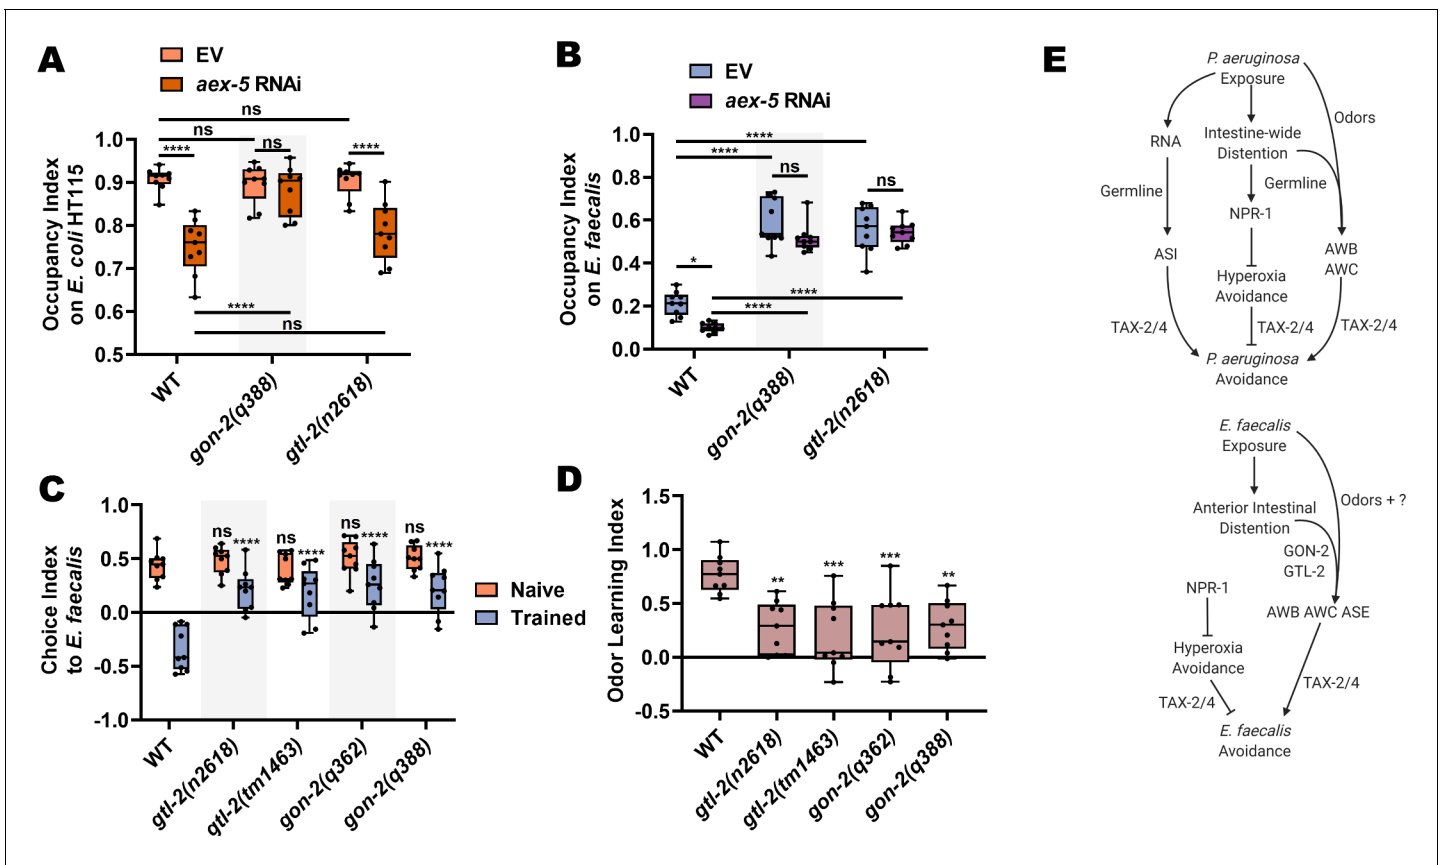 A
EV
aex-5 RNAi
ns
ns
ns
****
****
1.0
0.9
0.8
0.7
0.6
0.5
Occupancy Index
on E. coli HT115
****
ns
WT
gon-2(q388)
gtl-2(n2618)
B
EV
aex-5 RNAi
****
****
ns
ns
*
****
****
1.0
0.8
0.6
0.4
0.2
0.0
Occupancy Index
on E. faecalis
WT
gon-2(q388)
gtl-2(n2618)
C
1.0
0.5
0.0
-0.5
-1.0
Choice Index
to E. faecalis
ns
****
ns
****
ns
****
ns
****
Naive
Trained
WT
gtl-2(n2618)
gtl-2(tm1463)
gon-2(q362)
gon-2(q388)
D
1.5
1.0
0.5
0.0
-0.5
Odor Learning Index
**
***
***
**
WT
gtl-2(n2618)
gtl-2(tm1463)
gon-2(q362)
gon-2(q388)
E
P. aeruginosa
Exposure
Odors
RNA
Intestine-wide
Distention
Germline
Germline
NPR-1
ASI
AWB
AWC
Hyperoxia
Avoidance
TAX-2/4
TAX-2/4
TAX-2/4
P. aeruginosa
Avoidance
E. faecalis
Exposure
Odors + ?
Anterior Intestinal
Distention
GON-2
GTL-2
NPR-1
AWB AWC ASE
Hyperoxia
Avoidance
TAX-2/4
TAX-2/4
E. faecalis
Avoidance